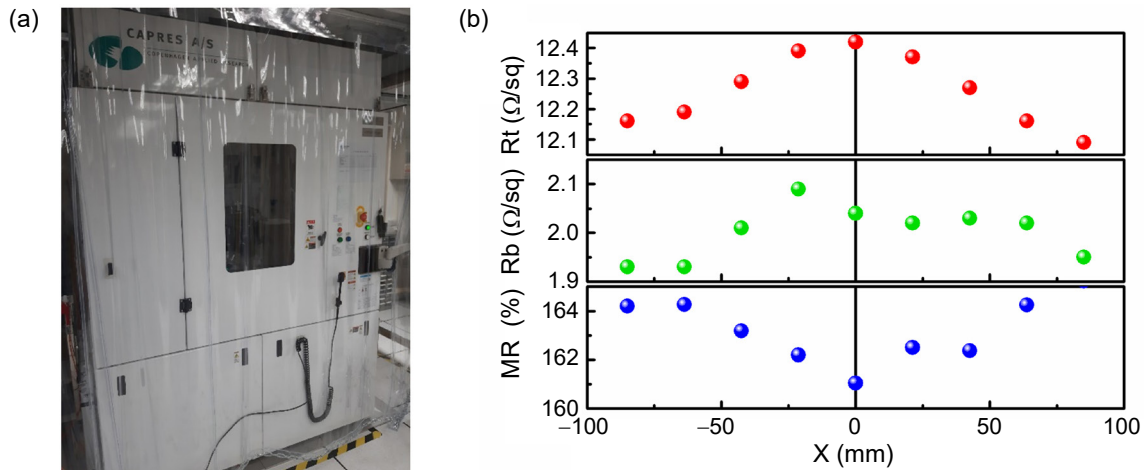 (a)
CAPRES A/S
(b)
Rt (Ω/sq)
12.4
12.3
12.2
12.1
Rb (Ω/sq)
2.1
2.0
1.9
MR (%)
164
162
160
−100
−50
0
50
100
X (mm)